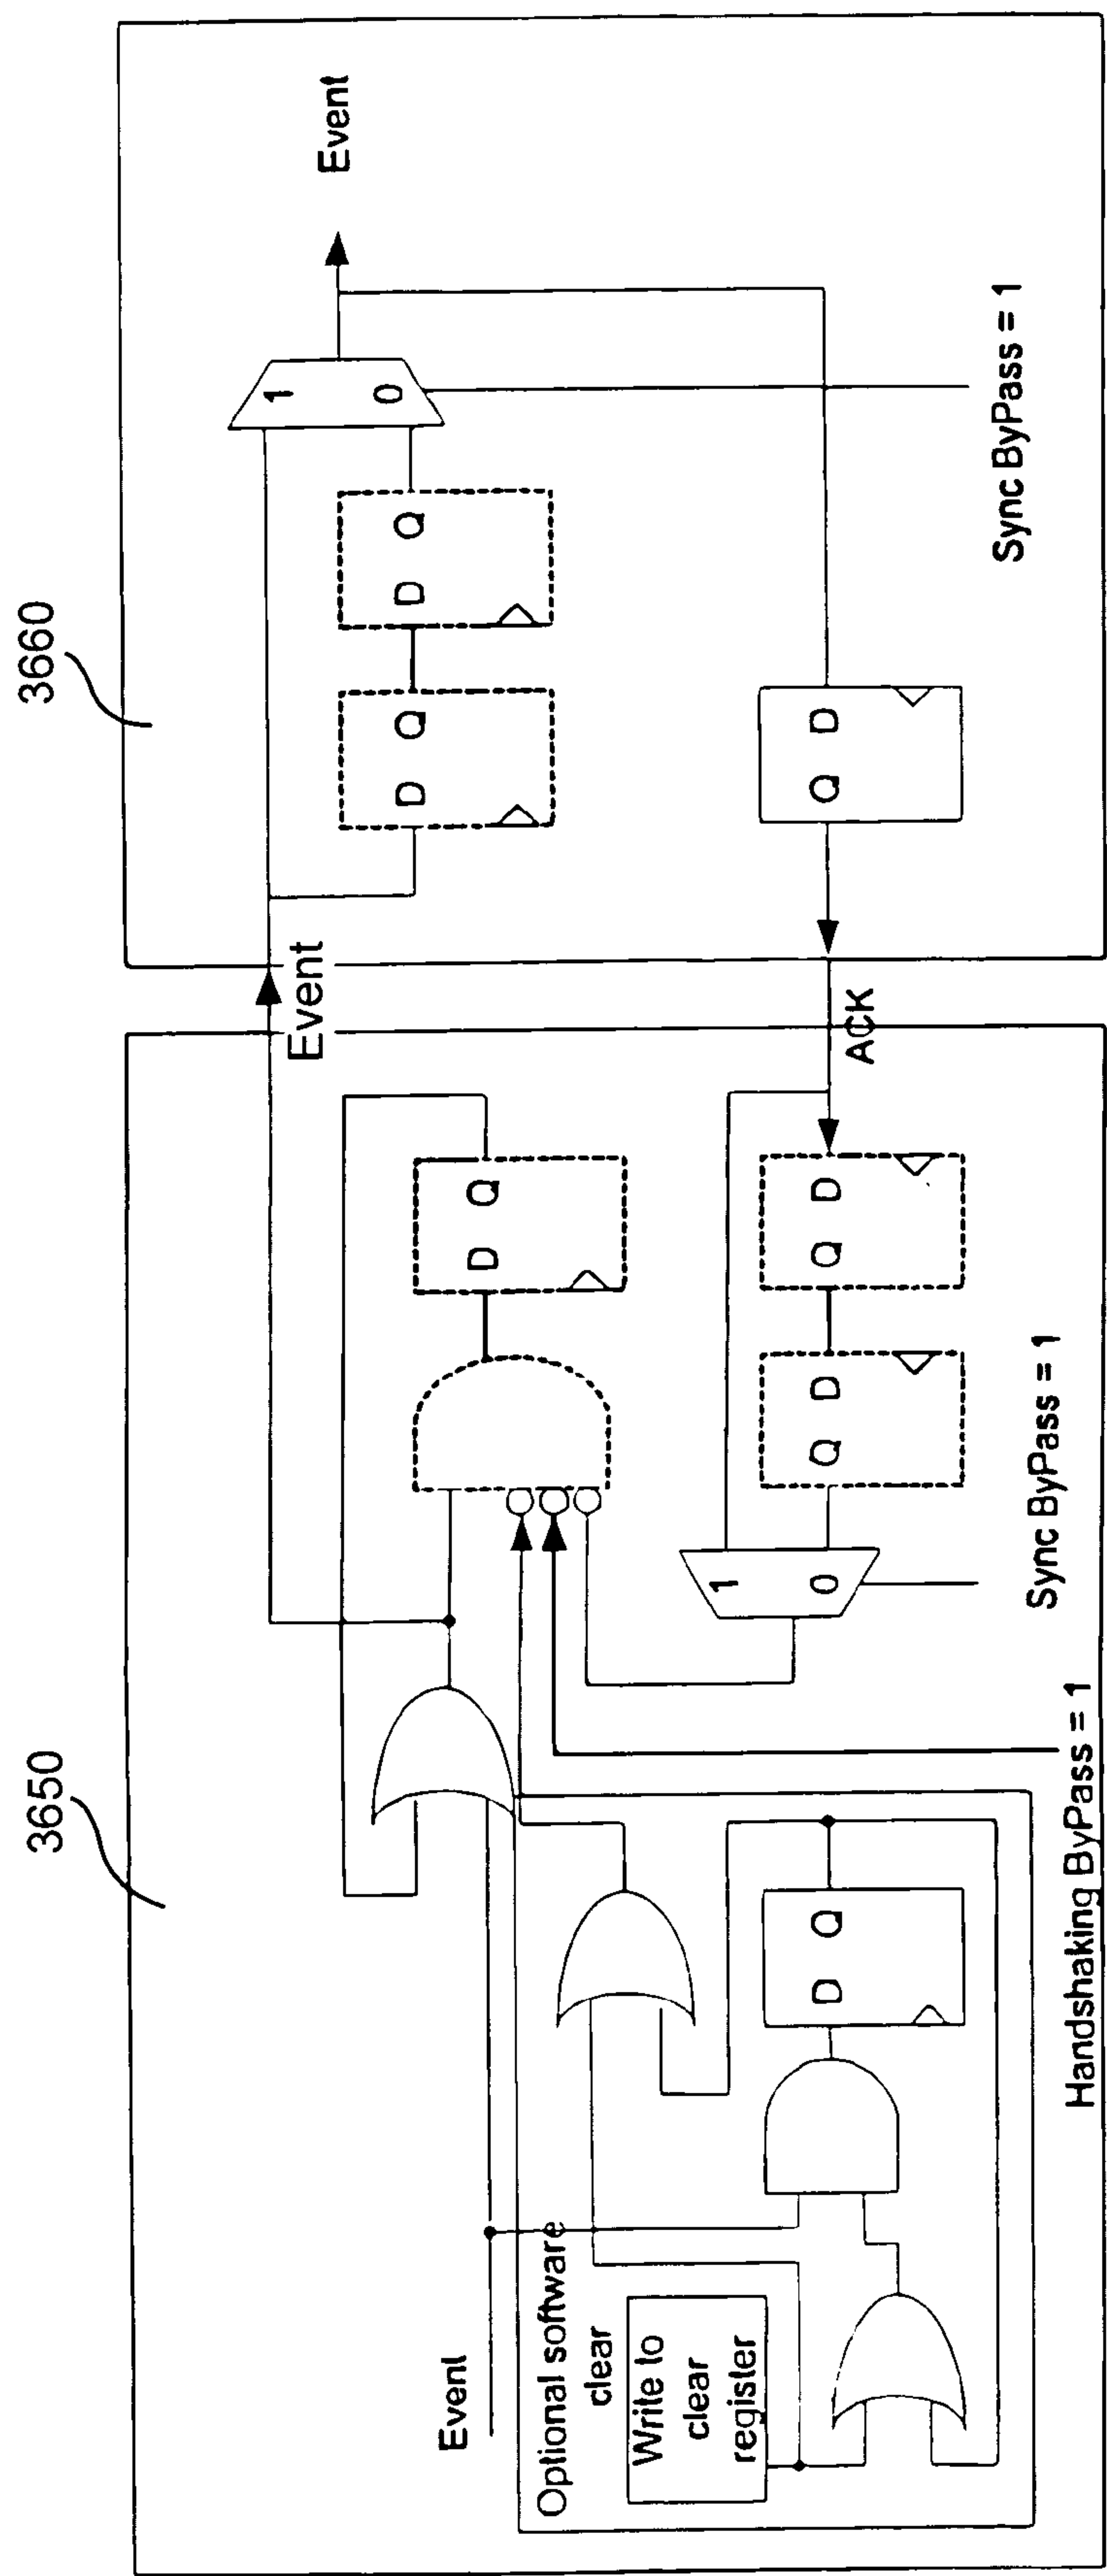 3650
3660
Event
Event
Event
1
0
D Q
D Q
D Q
Q D
Sync ByPass = 1
ACK
Q D
Q D
1
0
Sync ByPass = 1
Handshaking ByPass = 1
Optional software
clear
Write to
clear
register
D Q